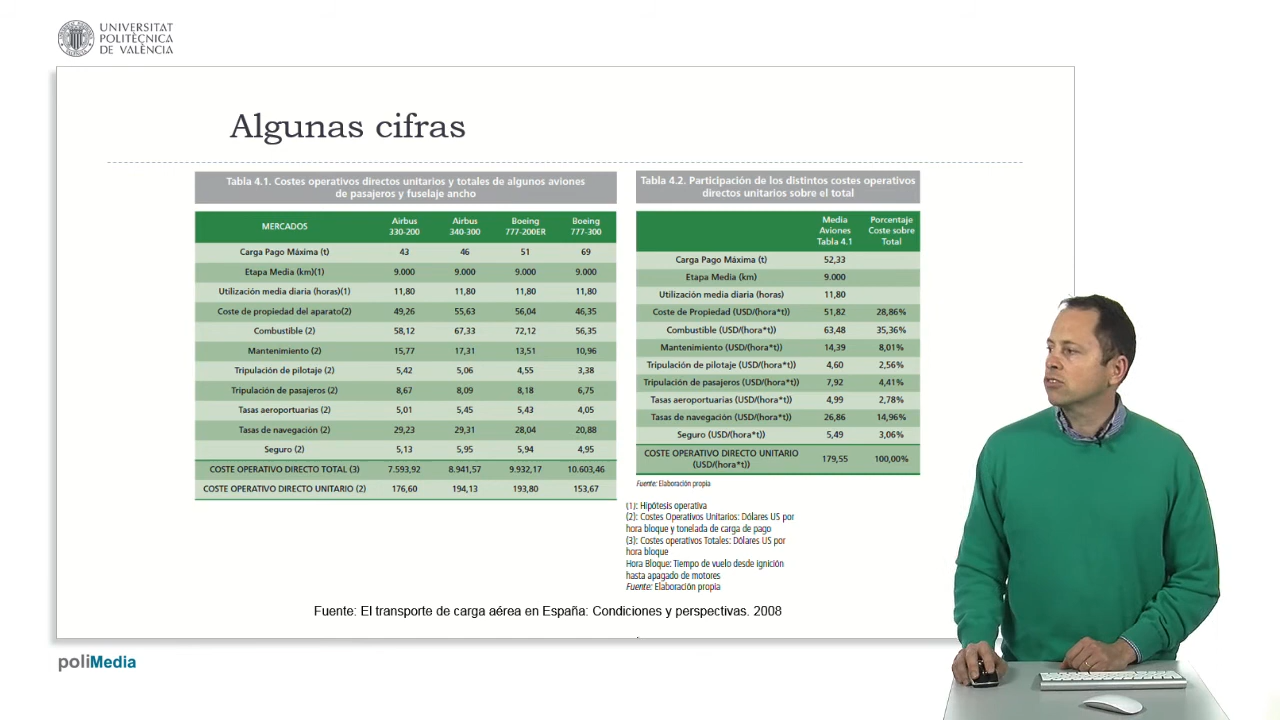 UNIVERSITAT
POLITÈCNICA
DE VALÈNCIA
Algunas cifras
Tabla 4.1. Costes operativos directos unitarios y totales de algunos aviones
de pasajeros y fuselaje ancho
MERCADOS Airbus 330-200 Airbus 340-300 Boeing 777-200ER Boeing 777-300
Carga Pago Máxima (t) 43 46 51 69
Etapa Media (km)(1) 9.000 9.000 9.000 9.000
Utilización media diaria (horas)(1) 11,80 11,80 11,80 11,80
Coste de propiedad del aparato(2) 49,26 55,63 56,04 46,35
Combustible (2) 58,12 67,33 72,12 56,35
Mantenimiento (2) 15,77 17,31 13,51 10,96
Tripulación de pilotaje (2) 5,42 5,06 4,55 3,38
Tripulación de pasajeros (2) 8,67 8,09 8,18 6,75
Tasas aeroportuarias (2) 5,01 5,45 5,43 4,05
Tasas de navegación (2) 29,23 29,31 28,04 20,88
Seguro (2) 5,13 5,95 5,94 4,95
COSTE OPERATIVO DIRECTO TOTAL (3) 7.593,92 8.941,57 9.932,17 10.603,46
COSTE OPERATIVO DIRECTO UNITARIO (2) 176,60 194,13 193,80 153,67
Tabla 4.2. Participación de los distintos costes operativos
directos unitarios sobre el total
Media Aviones Tabla 4.1 Porcentaje Coste sobre Total
Carga Pago Máxima (t) 52,33
Etapa Media (km) 9.000
Utilización media diaria (horas) 11,80
Coste de Propiedad (USD/(hora*t)) 51,82 28,86%
Combustible (USD/(hora*t)) 63,48 35,36%
Mantenimiento (USD/(hora*t)) 14,39 8,01%
Tripulación de pilotaje (USD/(hora*t)) 4,60 2,56%
Tripulación de pasajeros (USD/(hora*t)) 7,92 4,41%
Tasas aeroportuarias (USD/(hora*t)) 4,99 2,78%
Tasas de navegación (USD/(hora*t)) 26,86 14,96%
Seguro (USD/(hora*t)) 5,49 3,06%
COSTE OPERATIVO DIRECTO UNITARIO
(USD/(hora*t)) 179,55 100,00%
Fuente: Elaboración propia
(1): Hipótesis operativa
(2): Costes Operativos Unitarios: Dólares US por
hora bloque y tonelada de carga de pago
(3): Costes operativos Totales: Dólares US por
hora bloque
Hora Bloque: Tiempo de vuelo desde ignición
hasta apagado de motores
Fuente: Elaboración propia
Fuente: El transporte de carga aérea en España: Condiciones y perspectivas. 2008
poliMedia